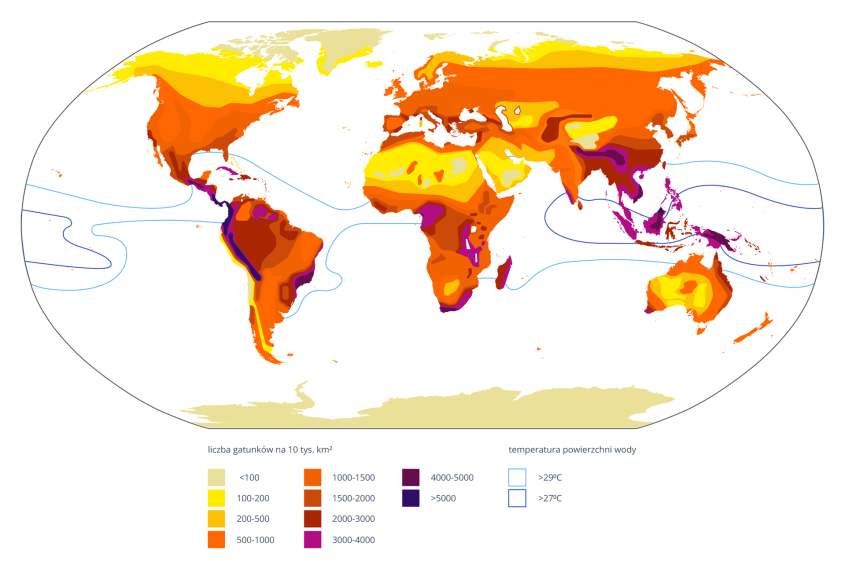 liczba gatunków na 10 tys. km²
temperatura powierzchni wody
<100
1000-1500
4000-5000
>29ºC
100-200
1500-2000
>5000
>27ºC
200-500
2000-3000
500-1000
3000-4000